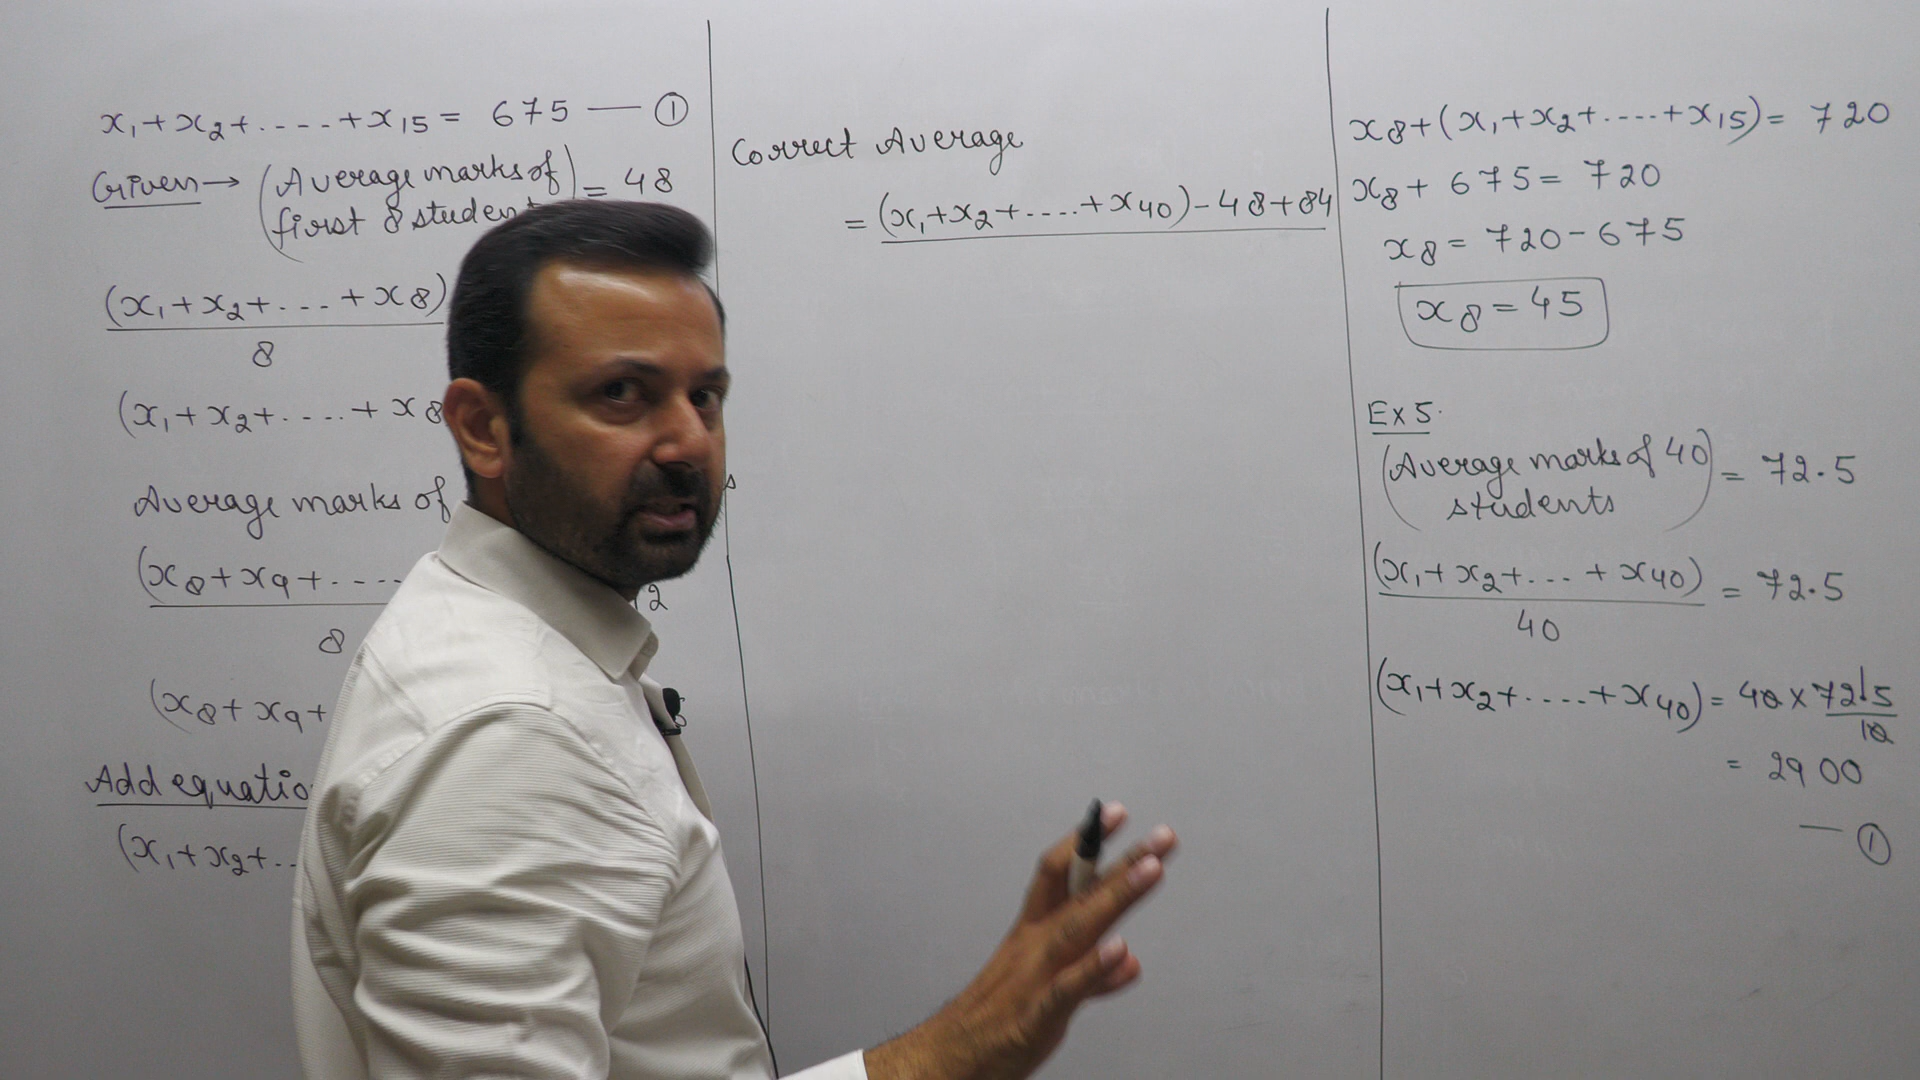 x₁+x₂+.----+x₁₅= 675 — ①
Given→ (Average marks of
first 8 student = 48
(x₁+x₂+.--.+x₈)
8
(x₁+x₂+.....+x₈
Average marks of
(x₈+x₉+----
8
(x₈+x₉+
Add equatio
(x₁+x₂+..
Correct Average
= (x₁+x₂+.....+x₄₀)-48+84
x₈+(x₁+x₂+.----+x₁₅)= 720
x₈+ 675= 720
x₈= 720-675
x₈=45
Ex 5.
(Average marks of 40) = 72.5
students
(x₁+x₂+...+x₄₀) = 72.5
40
(x₁+x₂+.....+x₄₀)= 40×72.5
10
= 2900
— ①